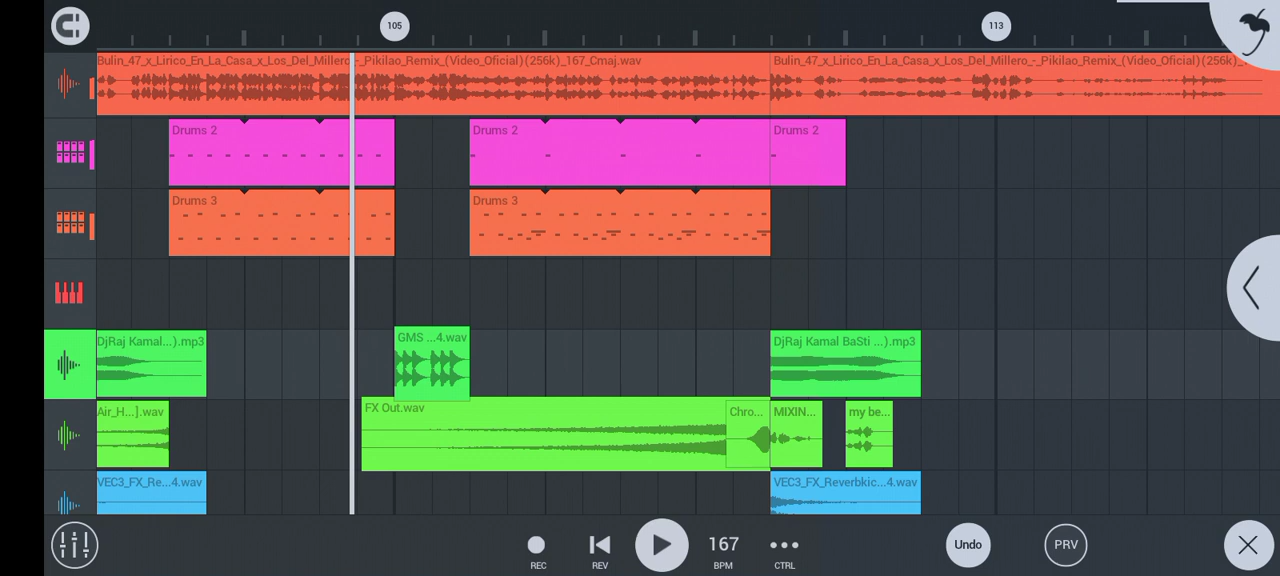 105
113
Bulin_47_x_Lirico_En_La_Casa_x_Los_Del_Millero_-_Pikilao_Remix_(Video_Oficial)(256k)_167_Cmaj.wav
Bulin_47_x_Lirico_En_La_Casa_x_Los_Del_Millero_-_Pikilao_Remix_(Video_Oficial)(256k)_
Drums 2
Drums 2
Drums 2
Drums 3
Drums 3
DjRaj Kamal...).mp3
GMS ...4.wav
DjRaj Kamal BaSti ...).mp3
Air_H...].wav
FX Out.wav
Chro...
MIXIN...
my be...
VEC3_FX_Re...4.wav
VEC3_FX_Reverbkic...4.wav
REC
REV
167
BPM
CTRL
Undo
PRV